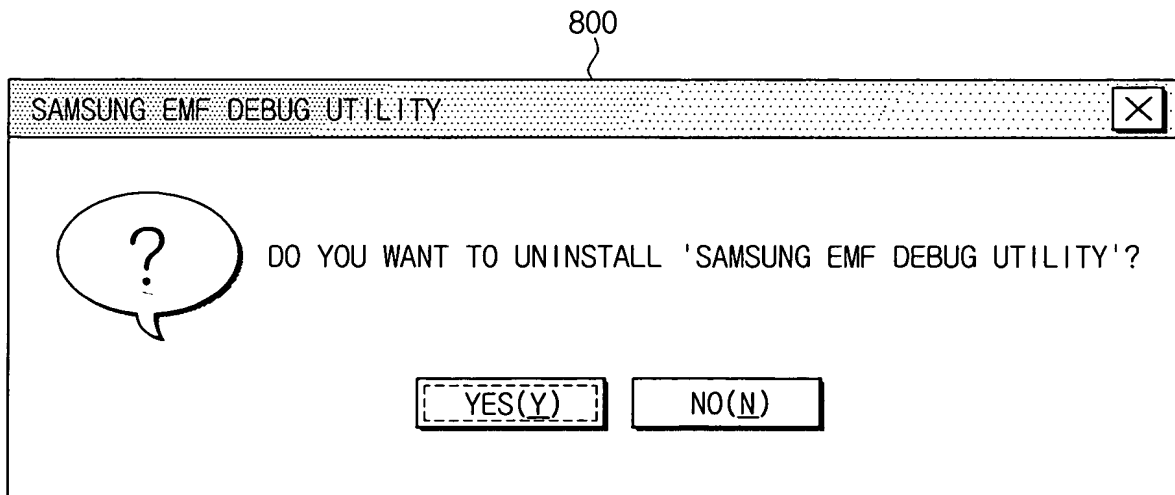 800
SAMSUNG EMF DEBUG UTILITY
?
DO YOU WANT TO UNINSTALL 'SAMSUNG EMF DEBUG UTILITY'?
YES(Y) NO(N)